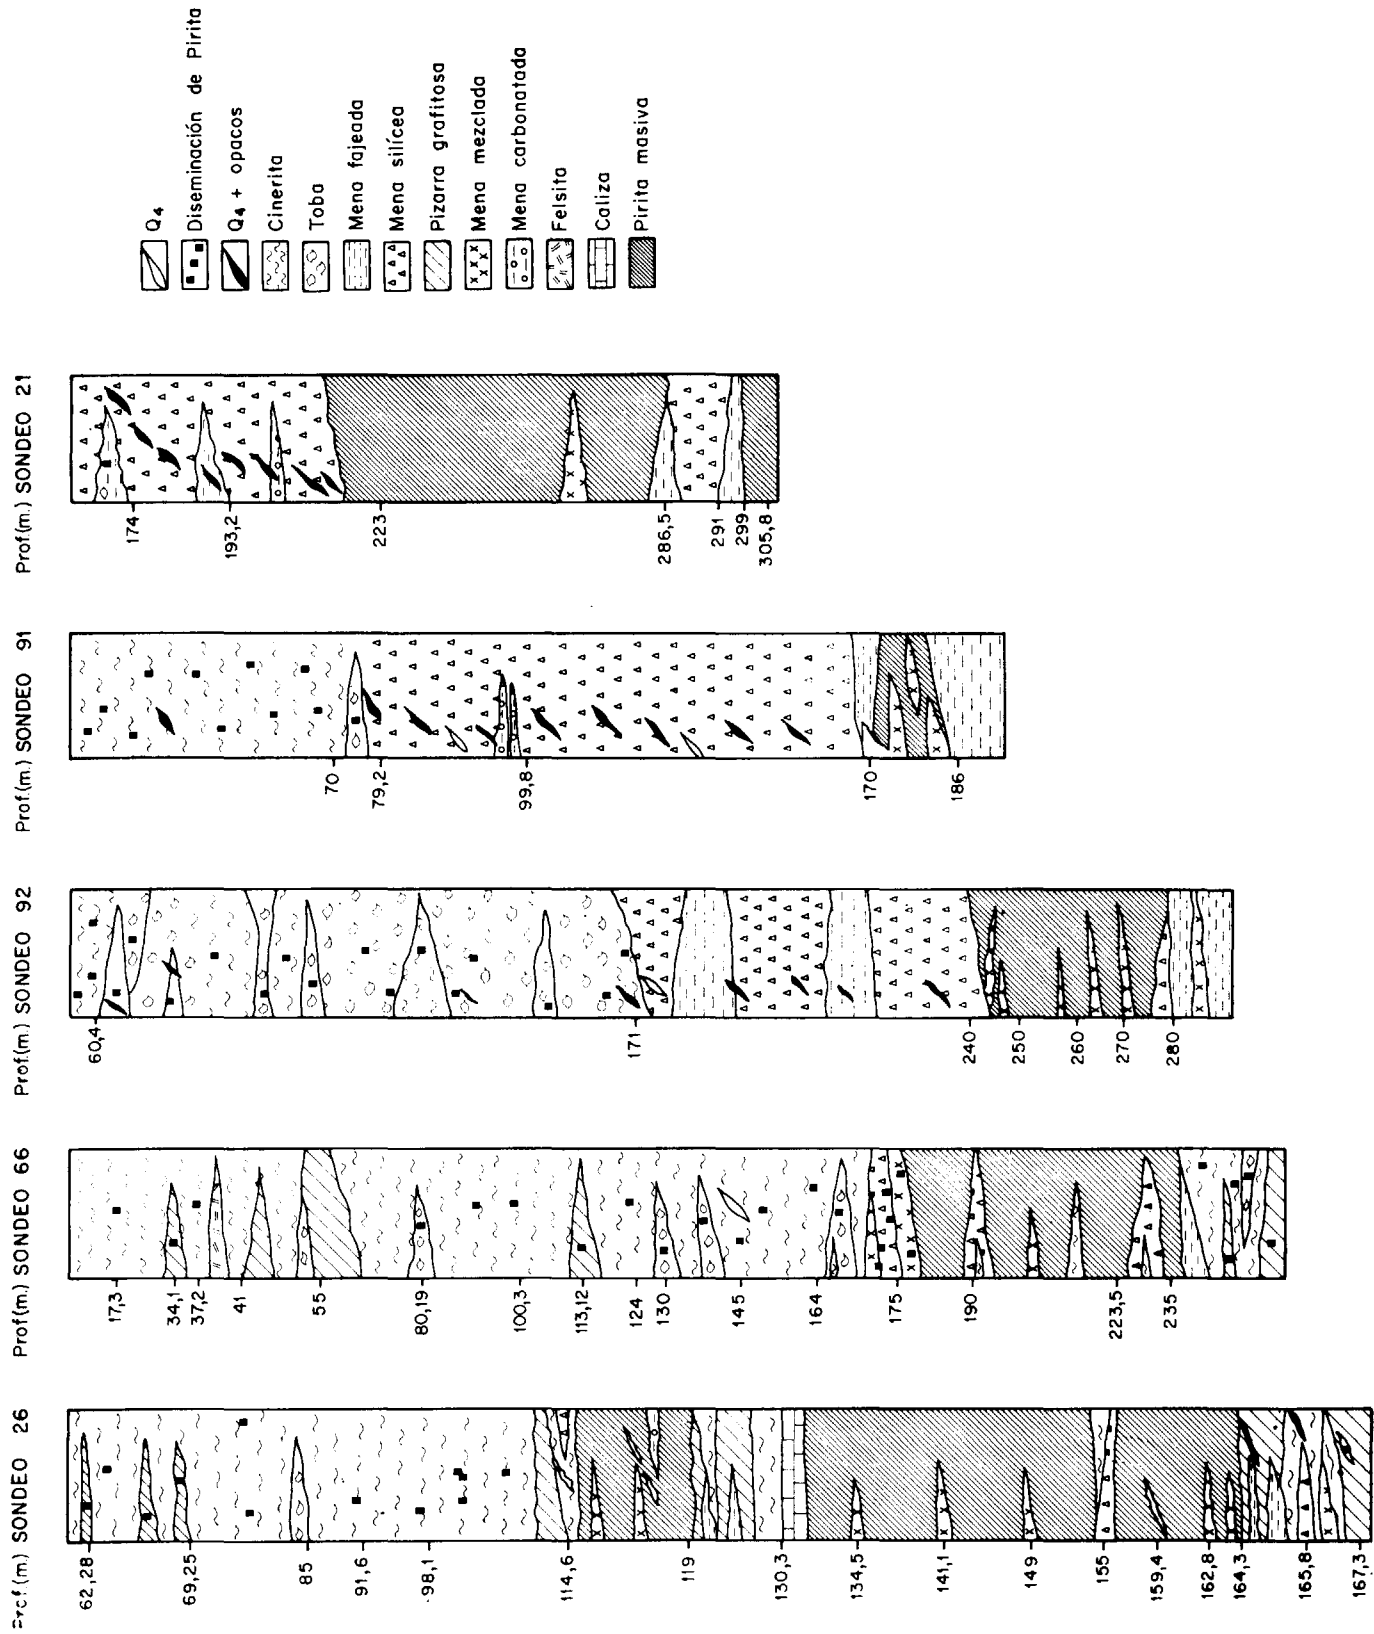 Prof.(m.) SONDEO 26
62,28
69,25
85
91,6
98,1
114,6
119
130,3
134,5
141,1
149
155
159,4
162,8
164,3
165,8
167,3
Prof.(m.) SONDEO 66
17,3
34,1
37,2
41
55
80,19
100,3
113,12
124
130
145
164
175
190
223,5
235
Prof.(m.) SONDEO 92
60,4
171
240
250
260
270
280
Prof.(m.) SONDEO 91
70
79,2
99,8
170
186
Prof.(m.) SONDEO 21
174
193,2
223
286,5
291
299
305,8
Q4
Diseminación de Pirita
Q4 + opacos
Cinerita
Toba
Mena fajeada
Mena silícea
Pizarra grafitosa
Mena mezclada
Mena carbonatada
Felsita
Caliza
Pirita masiva